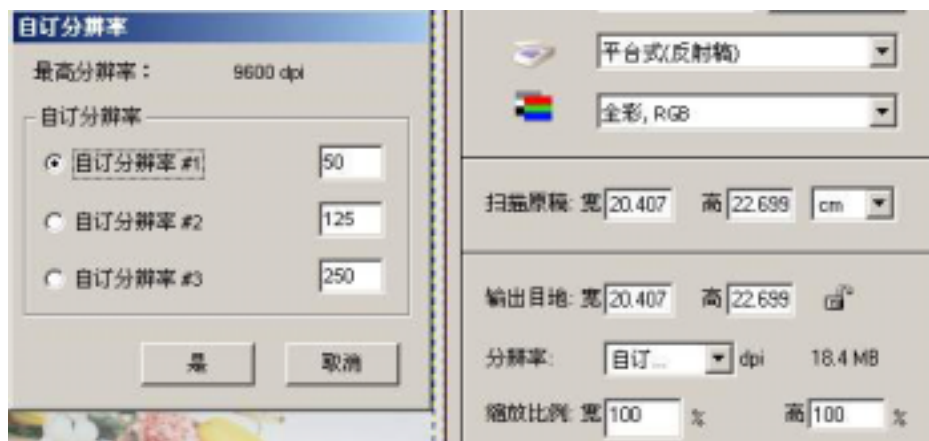 自订分辨率
最高分辨率： 9600 dpi
自订分辨率
自订分辨率 #1 50
自订分辨率 #2 125
自订分辨率 #3 250
是 取消
平台式(反射稿)
全彩, RGB
扫描原稿: 宽 20.407 高 22.699 cm
输出目地: 宽 20.407 高 22.699
分辨率: 自订... dpi 18.4 MB
缩放比例: 宽 100 % 高 100 %